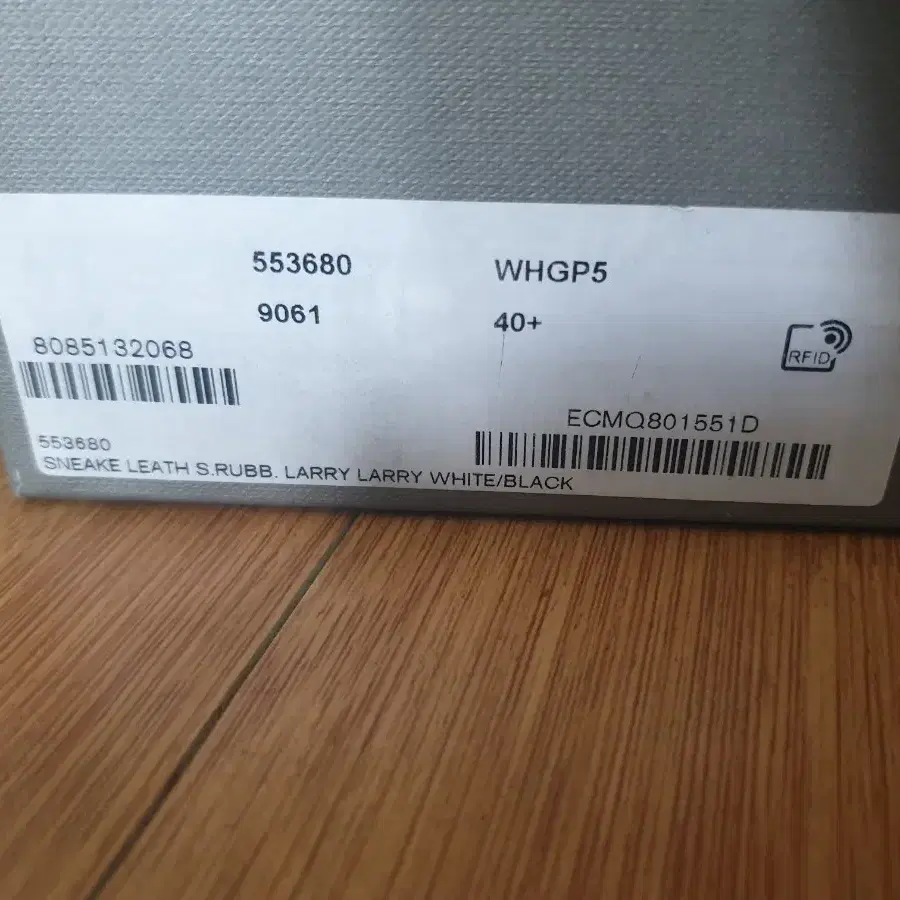 553680 WHGP5
9061 40+
RFID
8085132068
ECMQ801551D
553680
SNEAKE LEATH S.RUBB. LARRY LARRY WHITE/BLACK